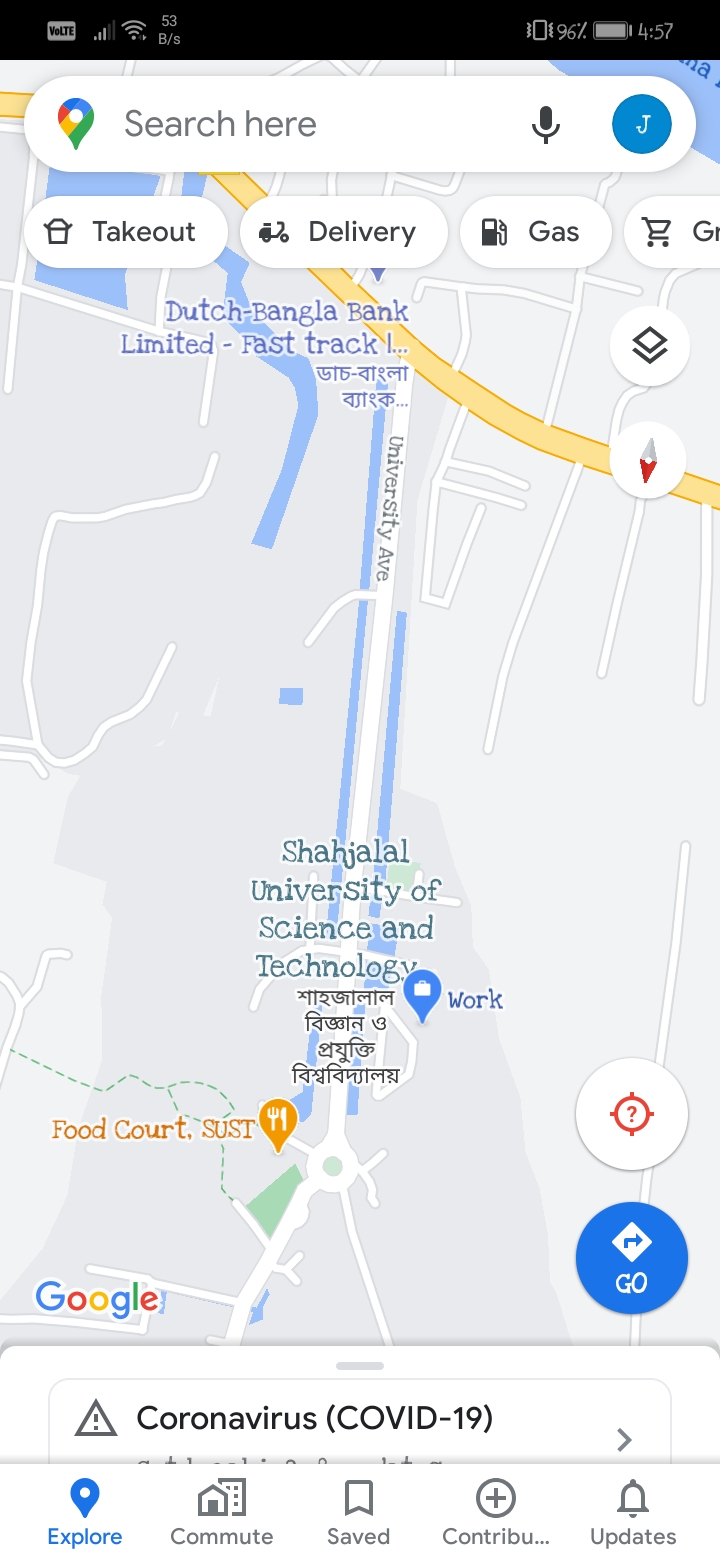 VoLTE 53 B/s 96% 4:57
Search here J
Takeout Delivery Gas Gr
Dutch-Bangla Bank
Limited - Fast track |...
ডাচ-বাংলা
ব্যাংক...
University Ave
Shahjalal
University of
Science and
Technology
শাহজালাল
বিজ্ঞান ও
প্রযুক্তি
বিশ্ববিদ্যালয়
Work
Food Court, SUST
?
GO
Google
Coronavirus (COVID-19)
Explore Commute Saved Contribu... Updates